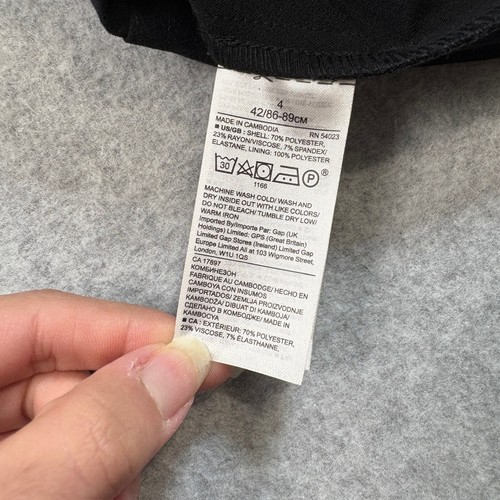 4
42/86-89CM
MADE IN CAMBODIA RN 54023
■ US/GB : SHELL: 70% POLYESTER,
23% RAYON/VISCOSE, 7% SPANDEX/
ELASTANE, LINING: 100% POLYESTER
30 P ®
1166
MACHINE WASH COLD/ WASH AND
DRY INSIDE OUT WITH LIKE COLORS/
DO NOT BLEACH/ TUMBLE DRY LOW/
WARM IRON
Imported By/Importe Par: Gap (UK
Holdings) Limited: GPS (Great Britain)
Limited: Gap Stores (Ireland) Limited Gap
Europe Limited All at 103 Wigmore Street,
London, W1U 1QS
CA 17897
КОМБИНЕЗОН
FABRIQUE AU CAMBODGE/ HECHO EN
CAMBOYA CON INSUMOS
IMPORTADOS/ ZEMLJA PROIZVODNJE
KAMBODŽA/ DIBUAT DI KAMBOJA/
СДЕЛАНО В КОМБОДЖЕ/ MADE IN
KAMBOCYA
■ CA : EXTÉRIEUR; 70% POLYESTER,
23% VISCOSE, 7% ÉLASTHANNE,